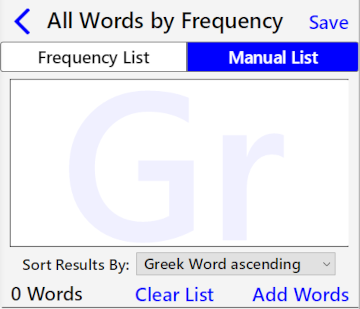 All Words by Frequency Save
Frequency List Manual List
Gr
Sort Results By: Greek Word ascending
0 Words Clear List Add Words